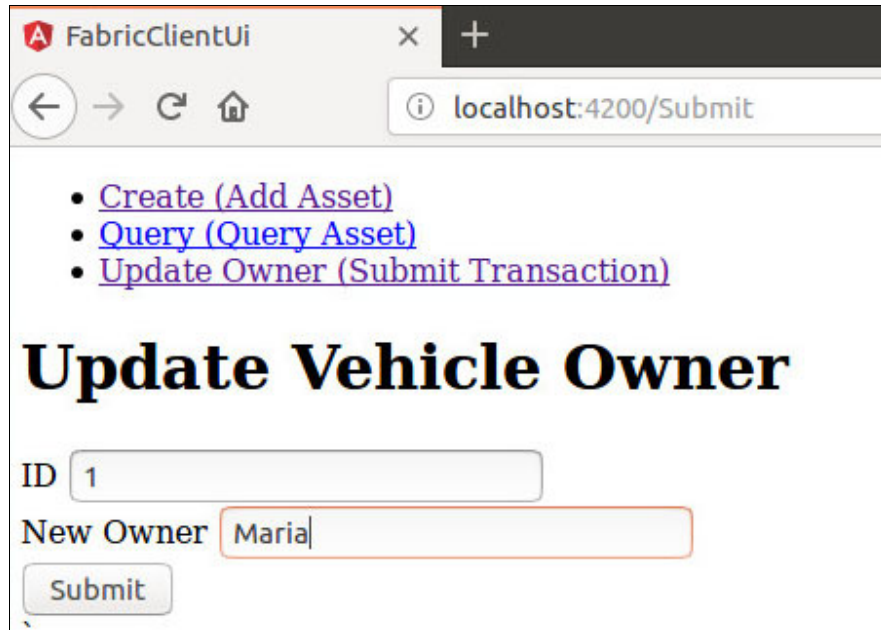 FabricClientUi
localhost:4200/Submit
Create (Add Asset)
Query (Query Asset)
Update Owner (Submit Transaction)
Update Vehicle Owner
ID 1
New Owner Maria
Submit
`